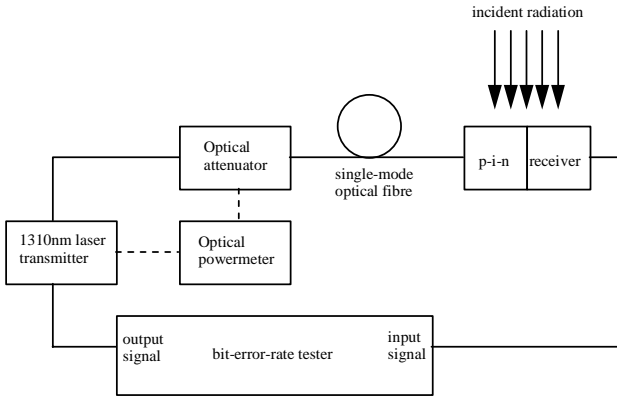 incident radiation
Optical
attenuator
single-mode
optical fibre
p-i-n
receiver
1310nm laser
transmitter
Optical
powermeter
output
signal
bit-error-rate tester
input
signal